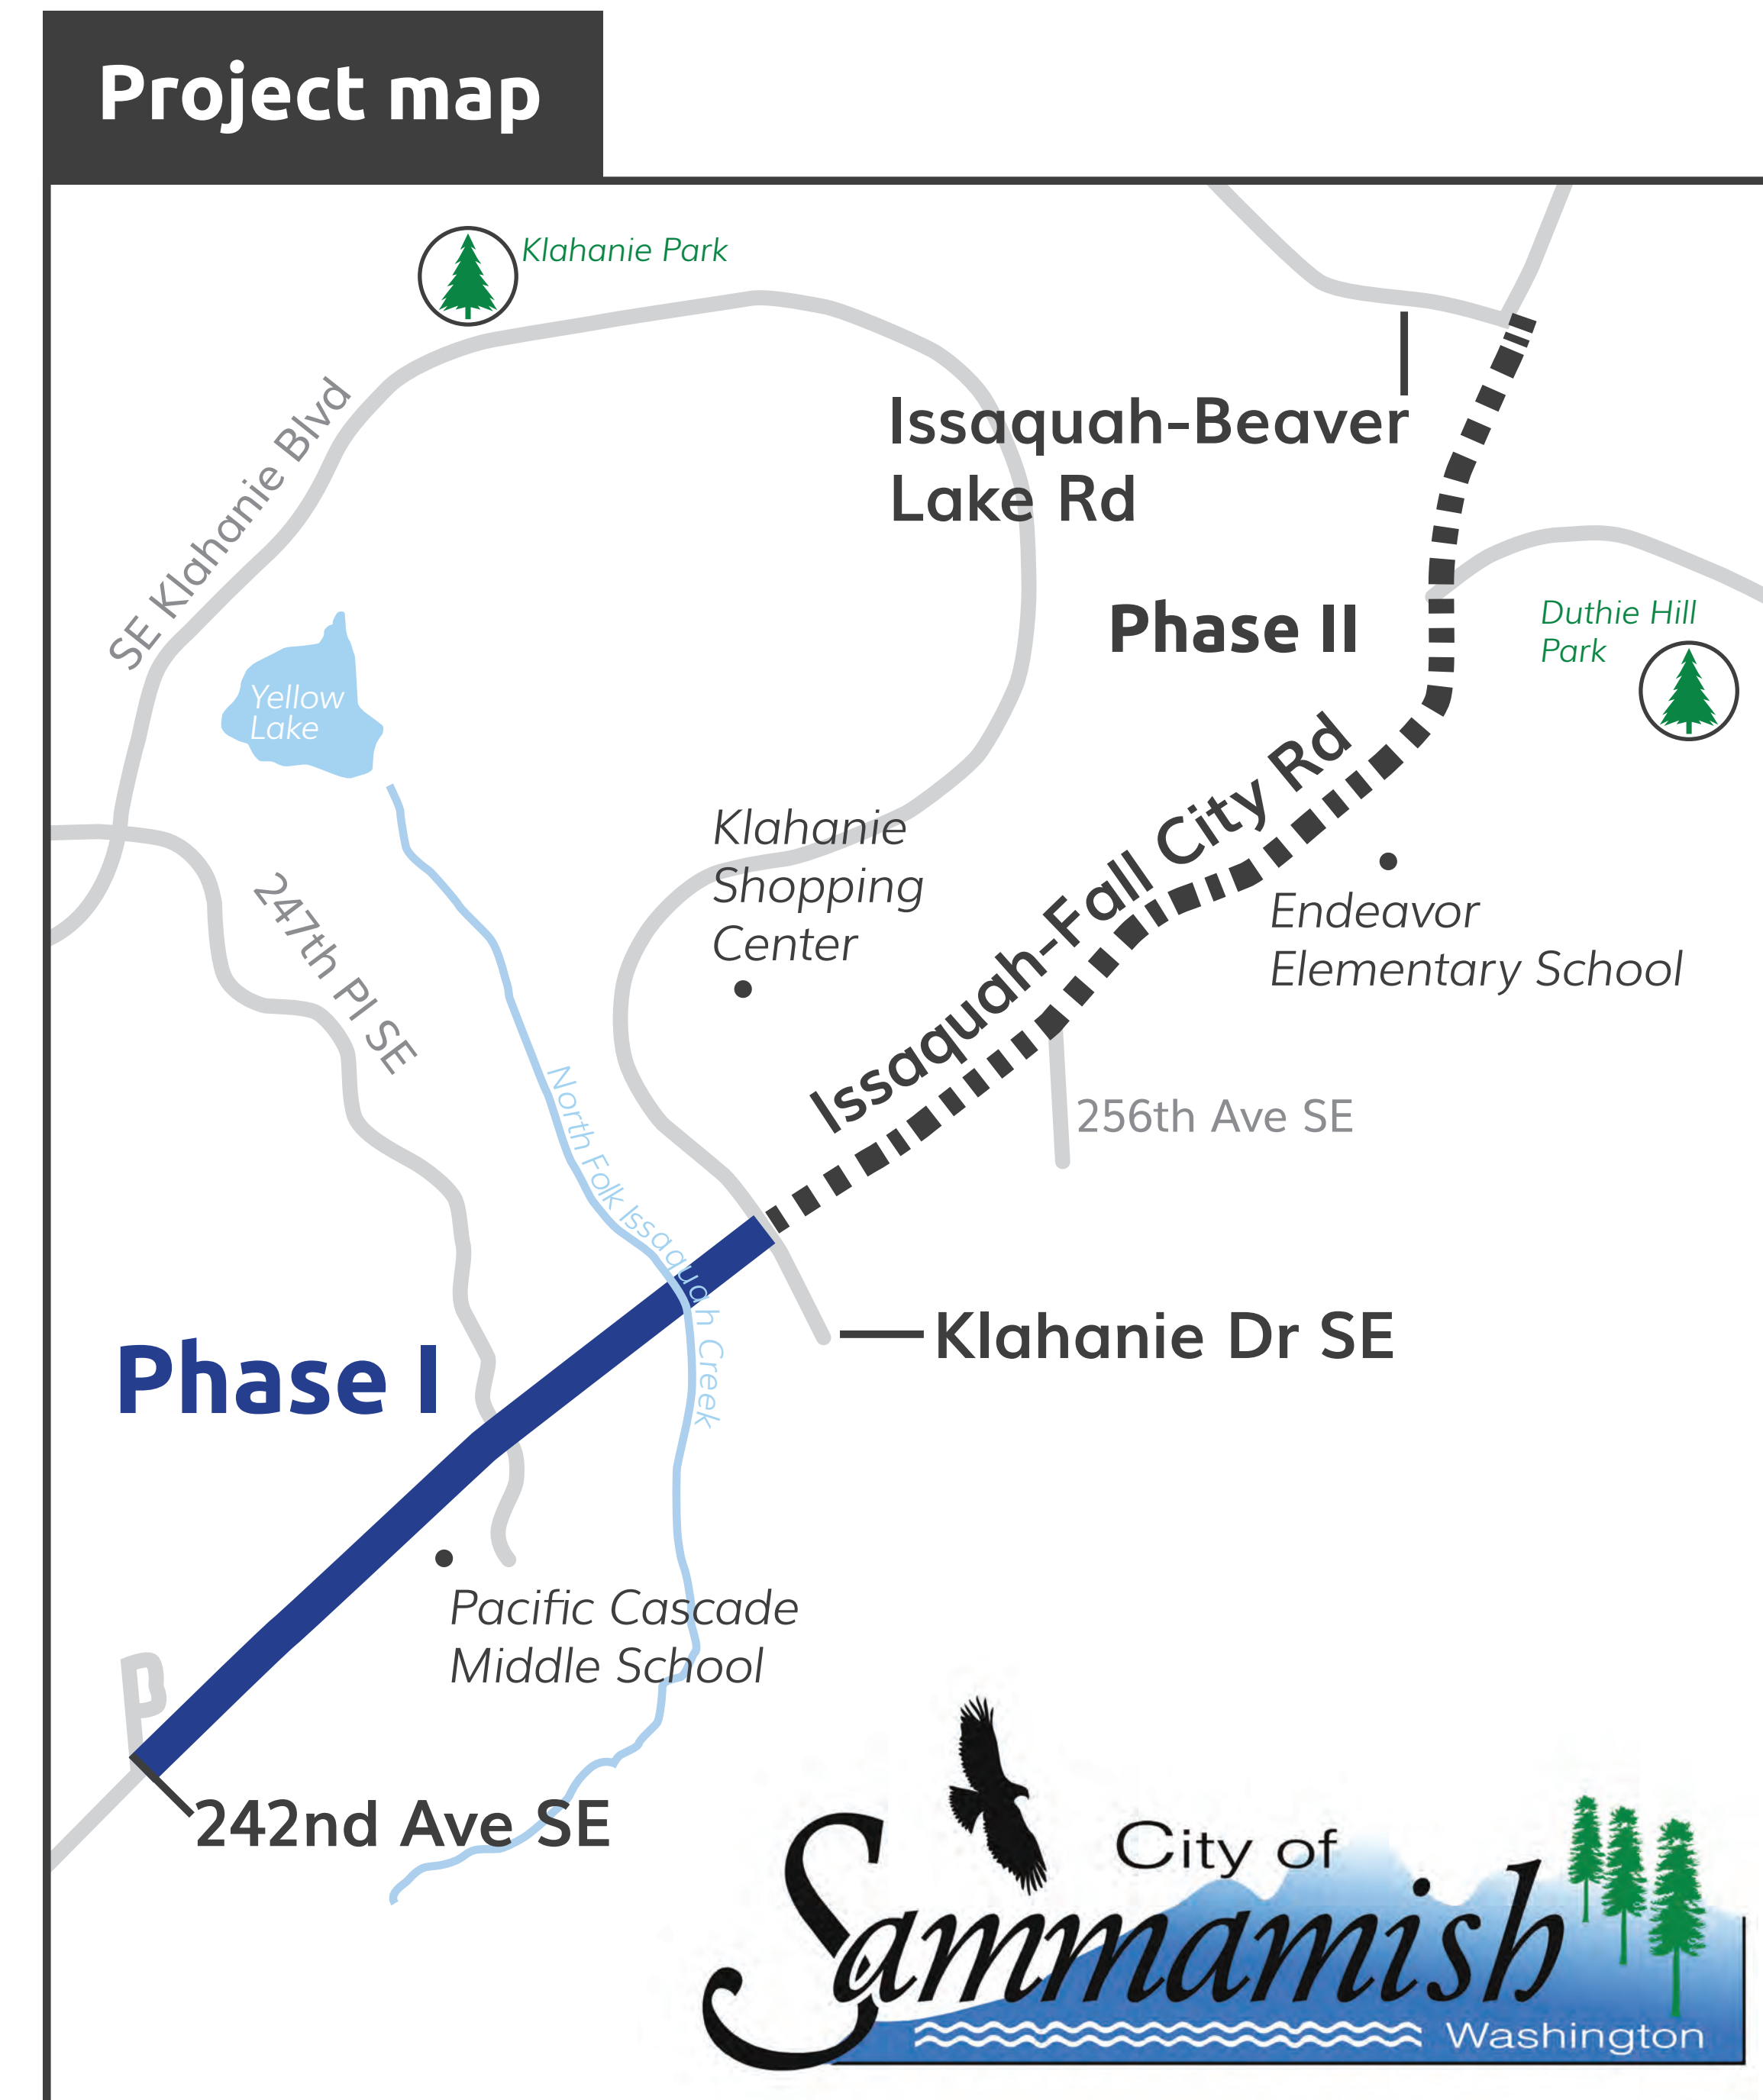 Project map
Klahanie Park
SE Klahanie Blvd
Issaquah-Beaver
Lake Rd
Phase II
Duthie Hill
Park
Yellow
Lake
Issaquah-Fall City Rd
Klahanie
Shopping
Center
247th Pl SE
Endeavor
Elementary School
North Folk Issaquah Creek
256th Ave SE
Klahanie Dr SE
Phase I
Pacific Cascade
Middle School
242nd Ave SE
City of
Sammamish
Washington